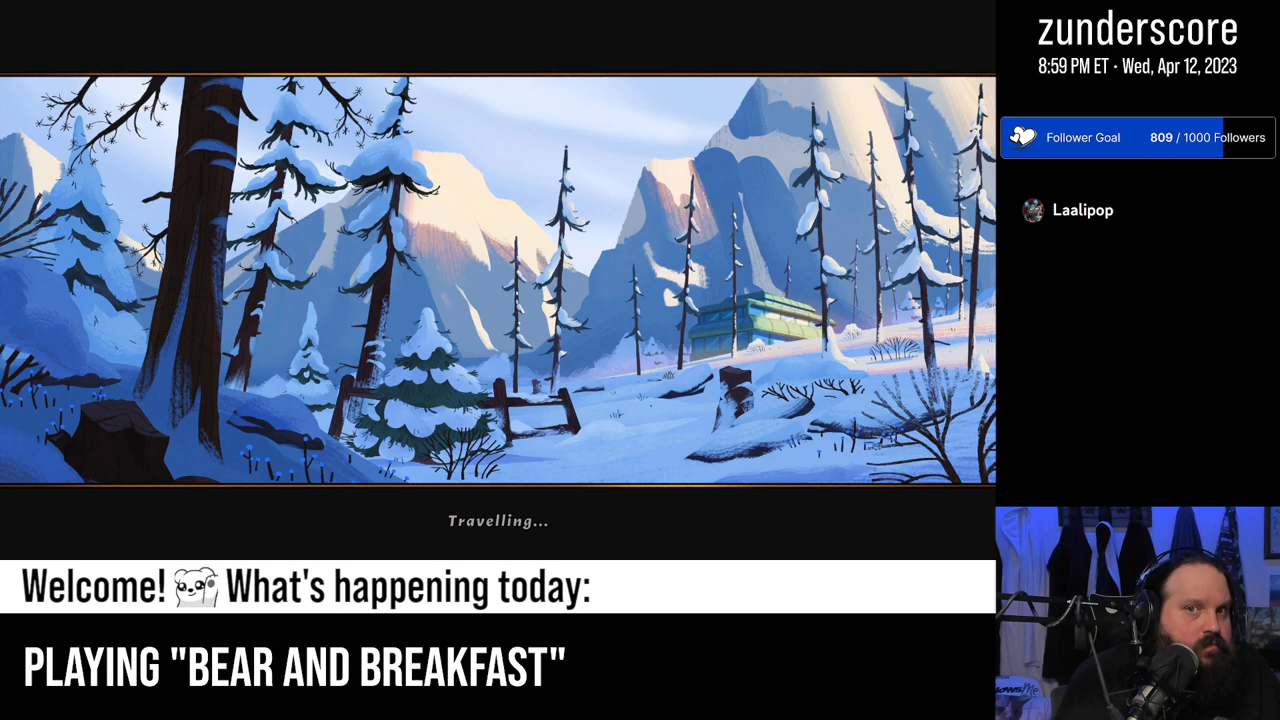 zunderscore
8:59 PM ET · Wed, Apr 12, 2023
Follower Goal 809 / 1000 Followers
Laalipop
Travelling...
Welcome! What's happening today:
PLAYING "BEAR AND BREAKFAST"